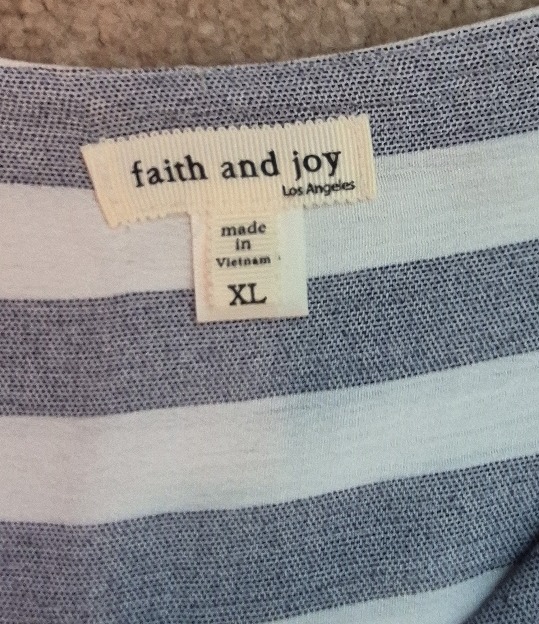 faith and joy
Los Angeles
made
in
Vietnam
XL